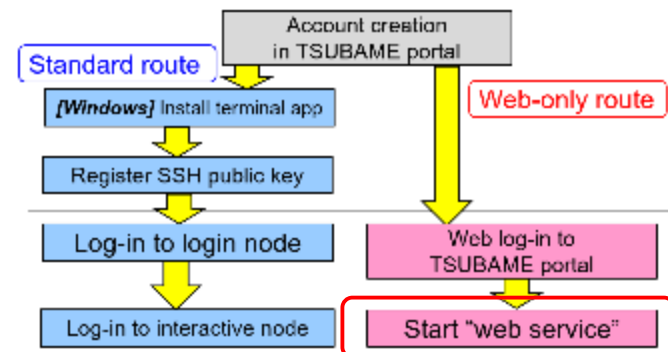 Account creation
in TSUBAME portal
Standard route
Web-only route
[Windows] Install terminal app
Register SSH public key
Log-in to login node
Web log-in to
TSUBAME portal
Log-in to interactive node
Start “web service”